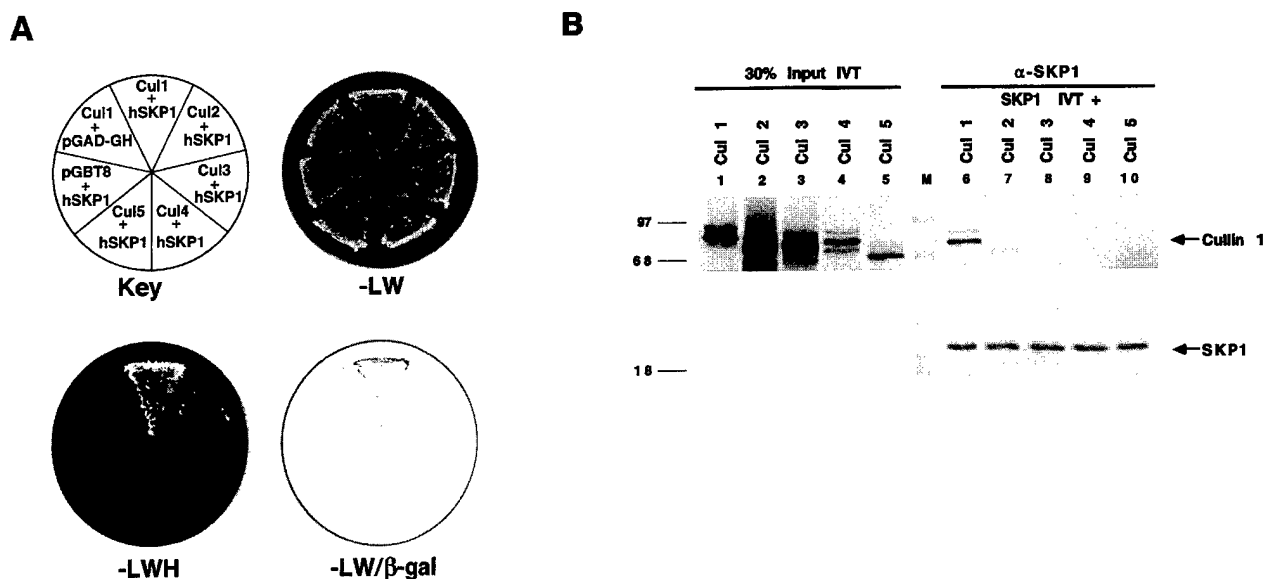 A
Cul1
+
hSKP1
Cul2
+
hSKP1
Cul3
+
hSKP1
Cul4
+
hSKP1
Cul5
+
hSKP1
pGBT8
+
hSKP1
Cul1
+
pGAD-GH
Key
-LW
-LWH
-LW/β-gal
B
30% Input IVT
α-SKP1
SKP1 IVT +
Cul 1
Cul 2
Cul 3
Cul 4
Cul 5
Cul 1
Cul 2
Cul 3
Cul 4
Cul 5
1 2 3 4 5 M 6 7 8 9 10
97
68
Cullin 1
SKP1
18